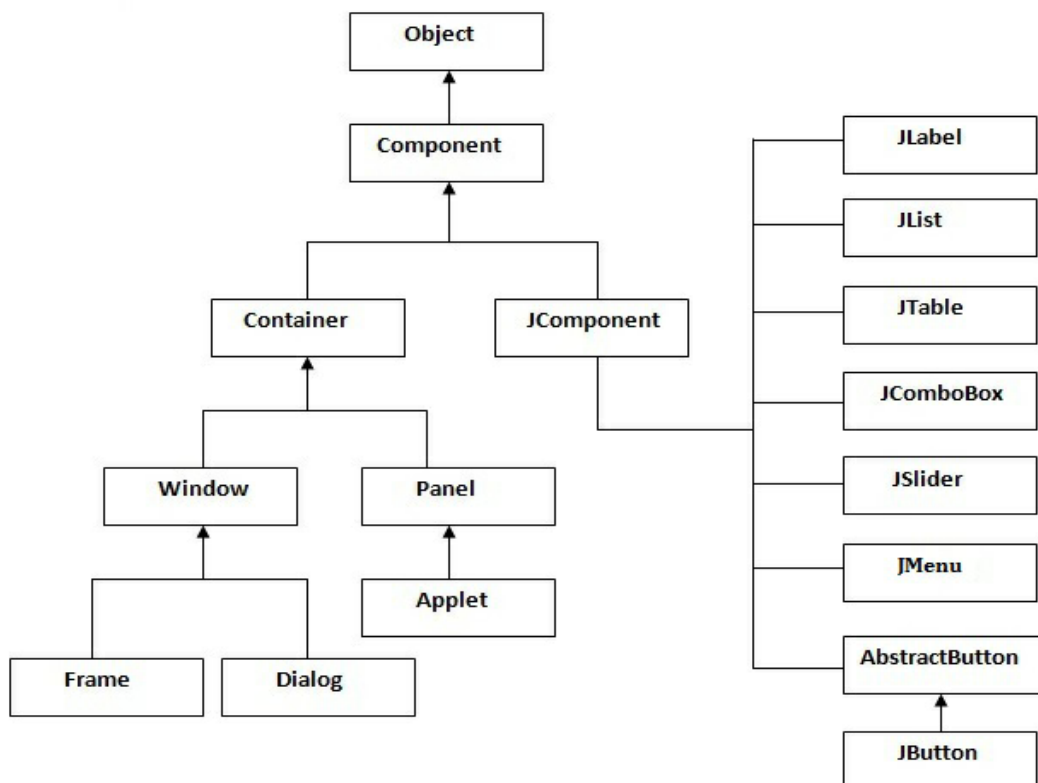 Object
Component
Container
JComponent
Window
Panel
Applet
Frame
Dialog
JLabel
JList
JTable
JComboBox
JSlider
JMenu
AbstractButton
JButton